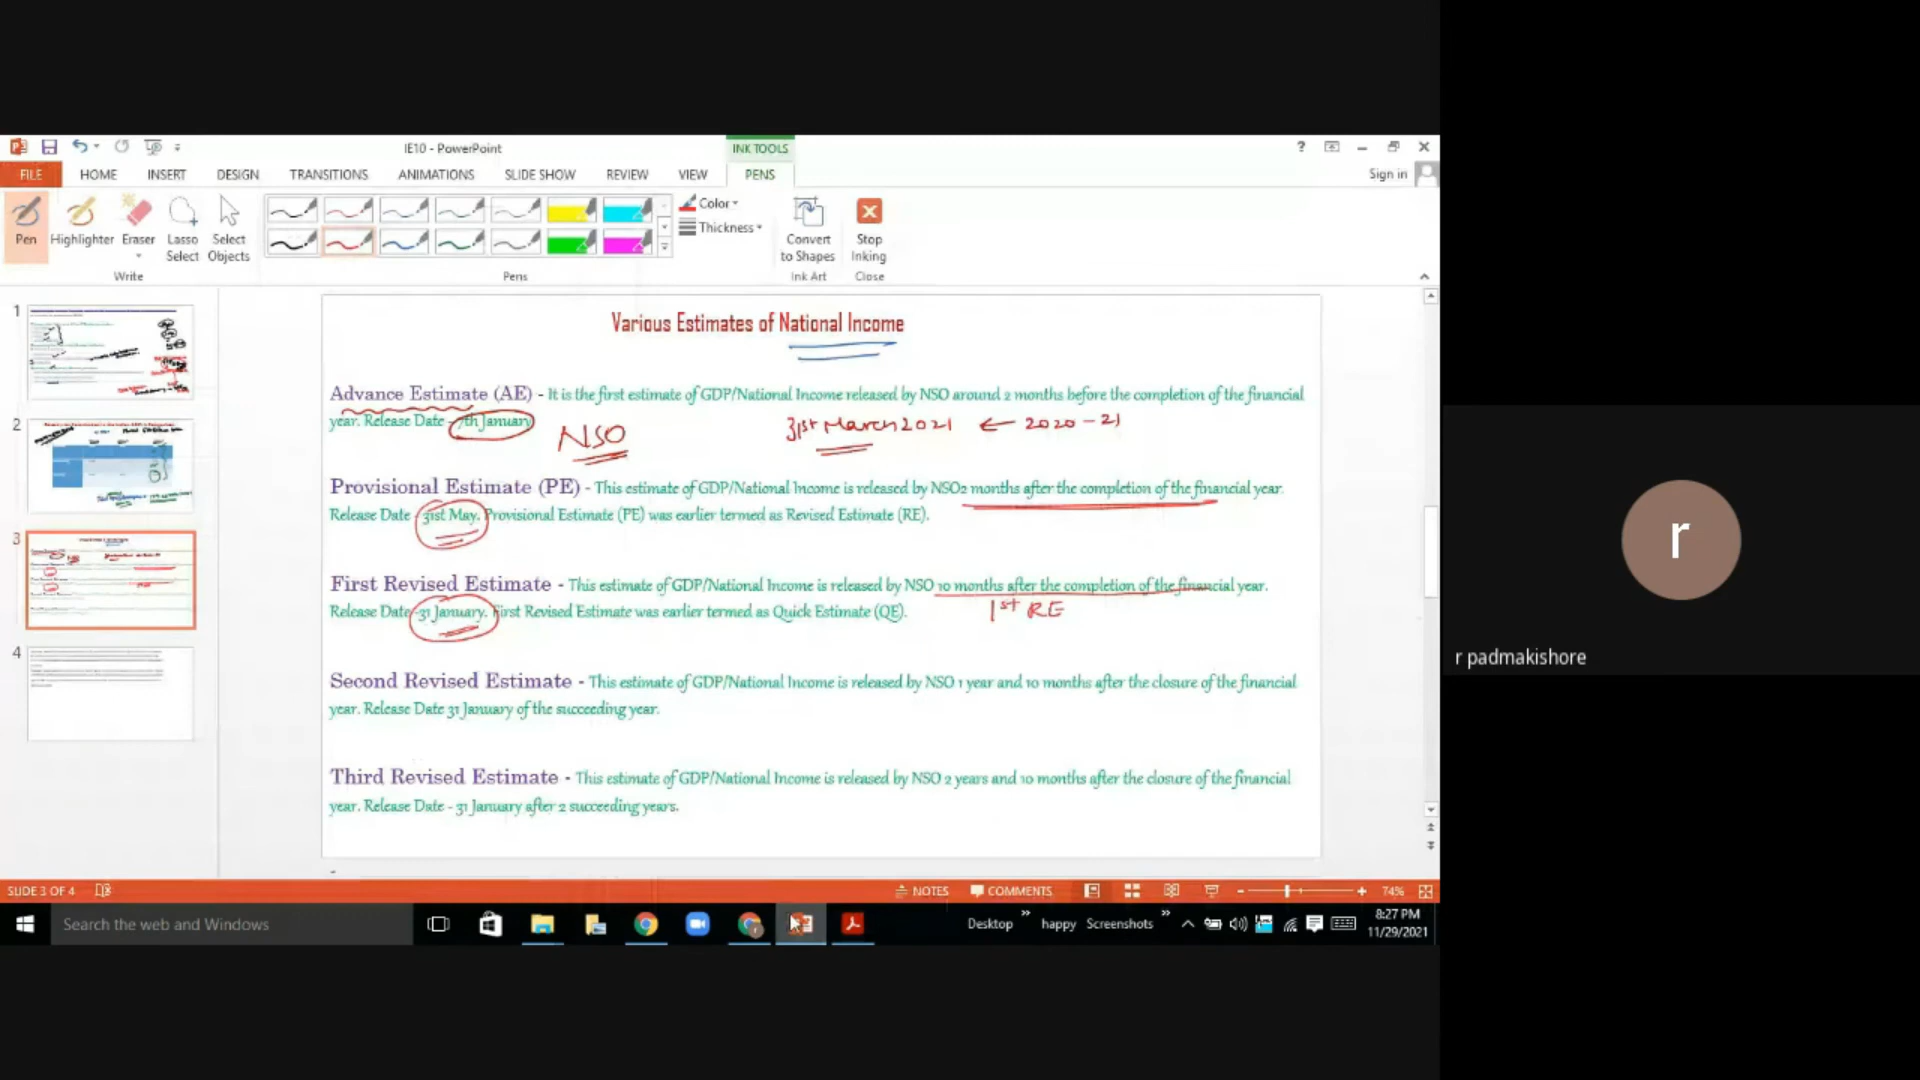 IE10 - PowerPoint
INK TOOLS
?
FILE HOME INSERT DESIGN TRANSITIONS ANIMATIONS SLIDE SHOW REVIEW VIEW PENS
Sign in
Pen Highlighter Eraser Lasso Select Select Objects
Color
Thickness
Convert to Shapes
Stop Inking
Write
Pens
Ink Art
Close
1
2
3
4
Various Estimates of National Income
Advance Estimate (AE) - It is the first estimate of GDP/National Income released by NSO around 2 months before the completion of the financial
year. Release Date - 7th January
NSO
31st March 2021 ← 2020-21
Provisional Estimate (PE) - This estimate of GDP/National Income is released by NSO2 months after the completion of the financial year.
Release Date - 31st May. Provisional Estimate (PE) was earlier termed as Revised Estimate (RE).
First Revised Estimate - This estimate of GDP/National Income is released by NSO 10 months after the completion of the financial year.
Release Date -31 January. First Revised Estimate was earlier termed as Quick Estimate (QE).
1st RE
Second Revised Estimate - This estimate of GDP/National Income is released by NSO 1 year and 10 months after the closure of the financial
year. Release Date 31 January of the succeeding year.
Third Revised Estimate - This estimate of GDP/National Income is released by NSO 2 years and 10 months after the closure of the financial
year. Release Date - 31 January after 2 succeeding years.
SLIDE 3 OF 4
NOTES COMMENTS 74%
Search the web and Windows
Desktop happy Screenshots
8:27 PM
11/29/2021
r
r padmakishore